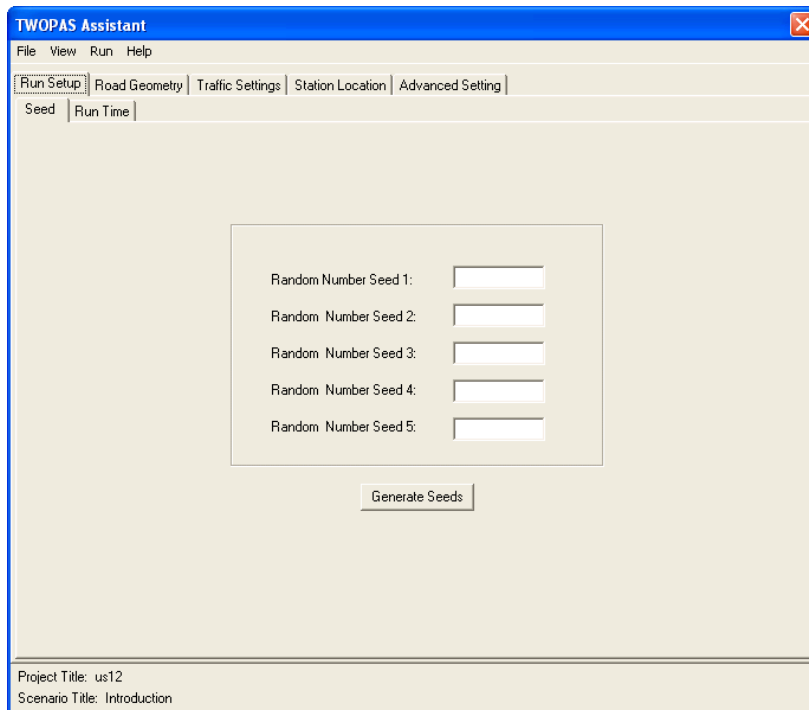 TWOPAS Assistant
File View Run Help
Run Setup Road Geometry Traffic Settings Station Location Advanced Setting
Seed Run Time
Random Number Seed 1:
Random Number Seed 2:
Random Number Seed 3:
Random Number Seed 4:
Random Number Seed 5:
Generate Seeds
Project Title: us12
Scenario Title: Introduction